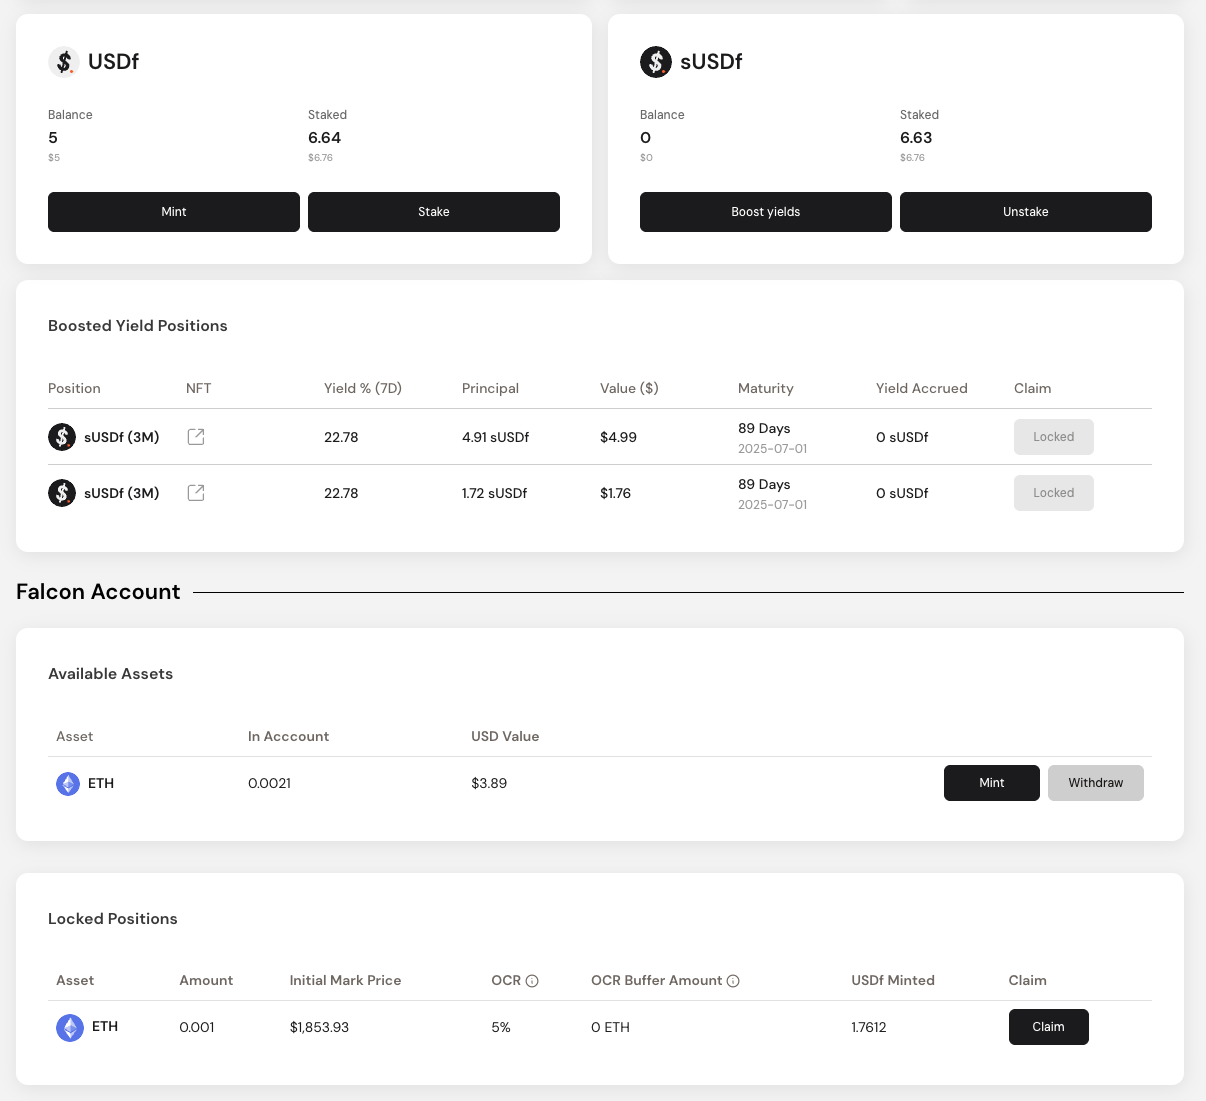 USDf
Balance Staked
5 6.64
$5 $6.76
Mint Stake
sUSDf
Balance Staked
0 6.63
$0 $6.76
Boost yields Unstake
Boosted Yield Positions
Position NFT Yield % (7D) Principal Value ($) Maturity Yield Accrued Claim
sUSDf (3M) 22.78 4.91 sUSDf $4.99 89 Days 2025-07-01 0 sUSDf Locked
sUSDf (3M) 22.78 1.72 sUSDf $1.76 89 Days 2025-07-01 0 sUSDf Locked
Falcon Account
Available Assets
Asset In Acccount USD Value
ETH 0.0021 $3.89 Mint Withdraw
Locked Positions
Asset Amount Initial Mark Price OCR OCR Buffer Amount USDf Minted Claim
ETH 0.001 $1,853.93 5% 0 ETH 1.7612 Claim